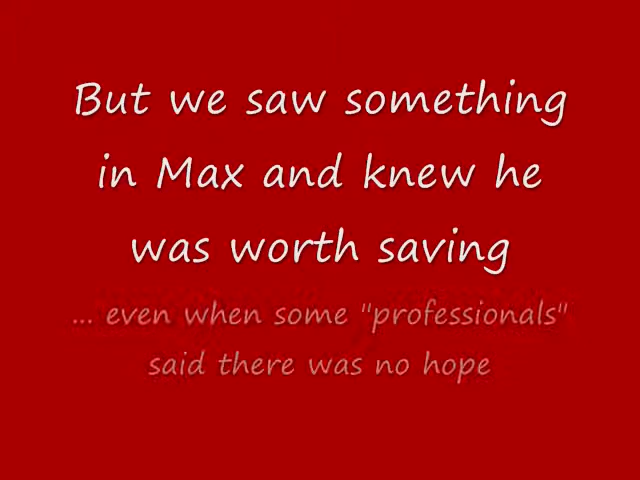 But we saw something
in Max and knew he
was worth saving
... even when some "professionals"
said there was no hope